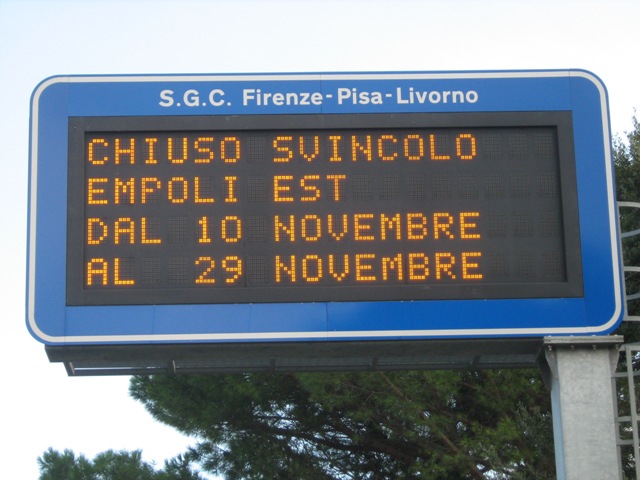 S.G.C. Firenze-Pisa-Livorno
CHIUSO SVINCOLO
EMPOLI EST
DAL 10 NOVEMBRE
AL 29 NOVEMBRE